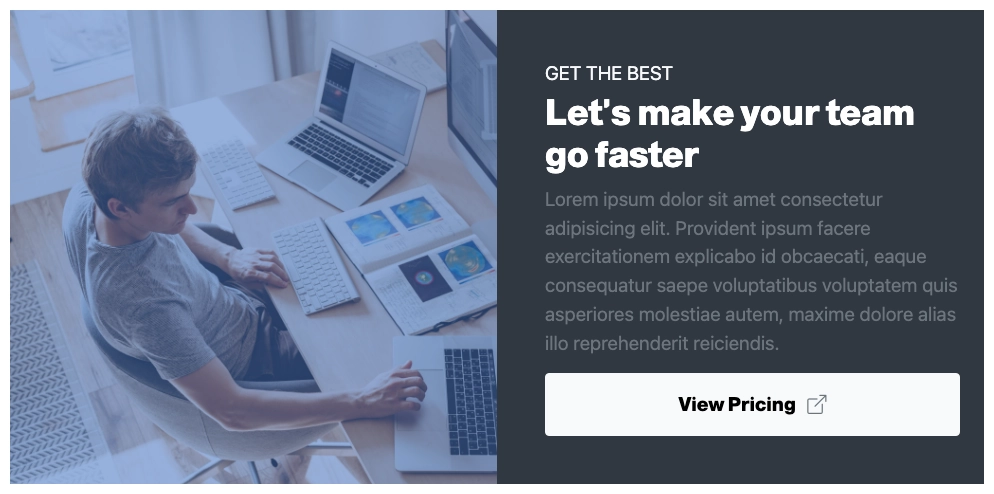 GET THE BEST
Let's make your team
go faster
Lorem ipsum dolor sit amet consectetur
adipisicing elit. Provident ipsum facere
exercitationem explicabo id obcaecati, eaque
consequatur saepe voluptatibus voluptatem quis
asperiores molestiae autem, maxime dolore alias
illo reprehenderit reiciendis.
View Pricing